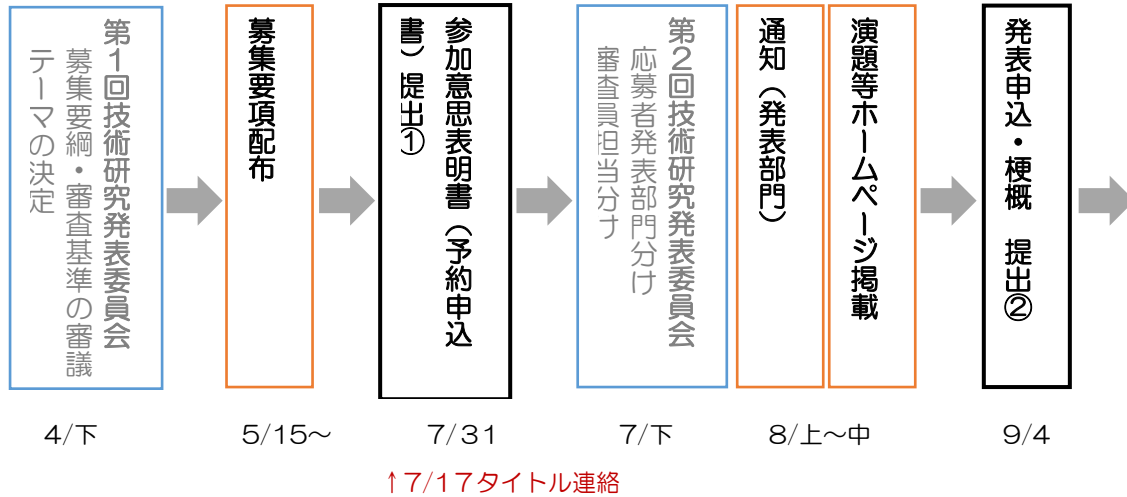 第１回技術研究発表委員会
募集要綱・審査基準の審議
テーマの決定
募集要項配布
参加意思表明書（予約申込
書）提出①
第２回技術研究発表委員会
応募者発表部門分け
審査員担当分け
通知（発表部門）
演題等ホームページ掲載
発表申込・梗概　提出②
4/下
5/15～
7/31
7/下
8/上～中
9/4
↑7/17タイトル連絡